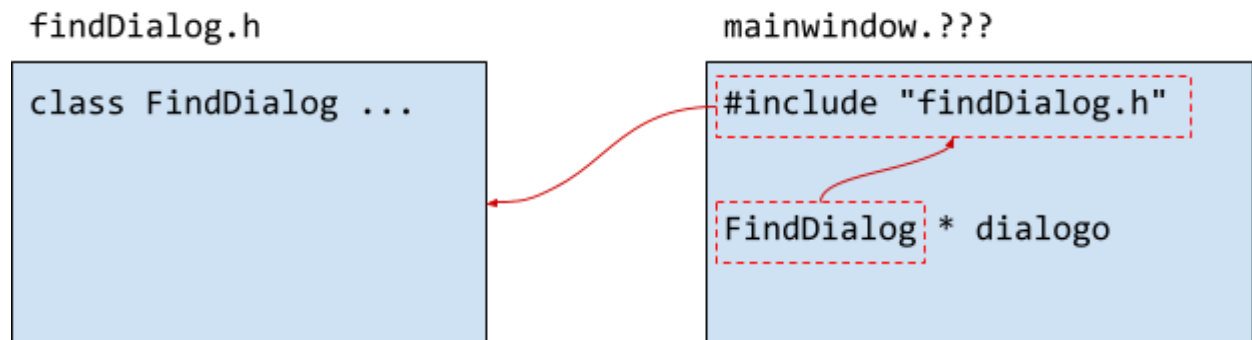 findDialog.h
class FindDialog ...
mainwindow.???
#include "findDialog.h"
FindDialog * dialogo